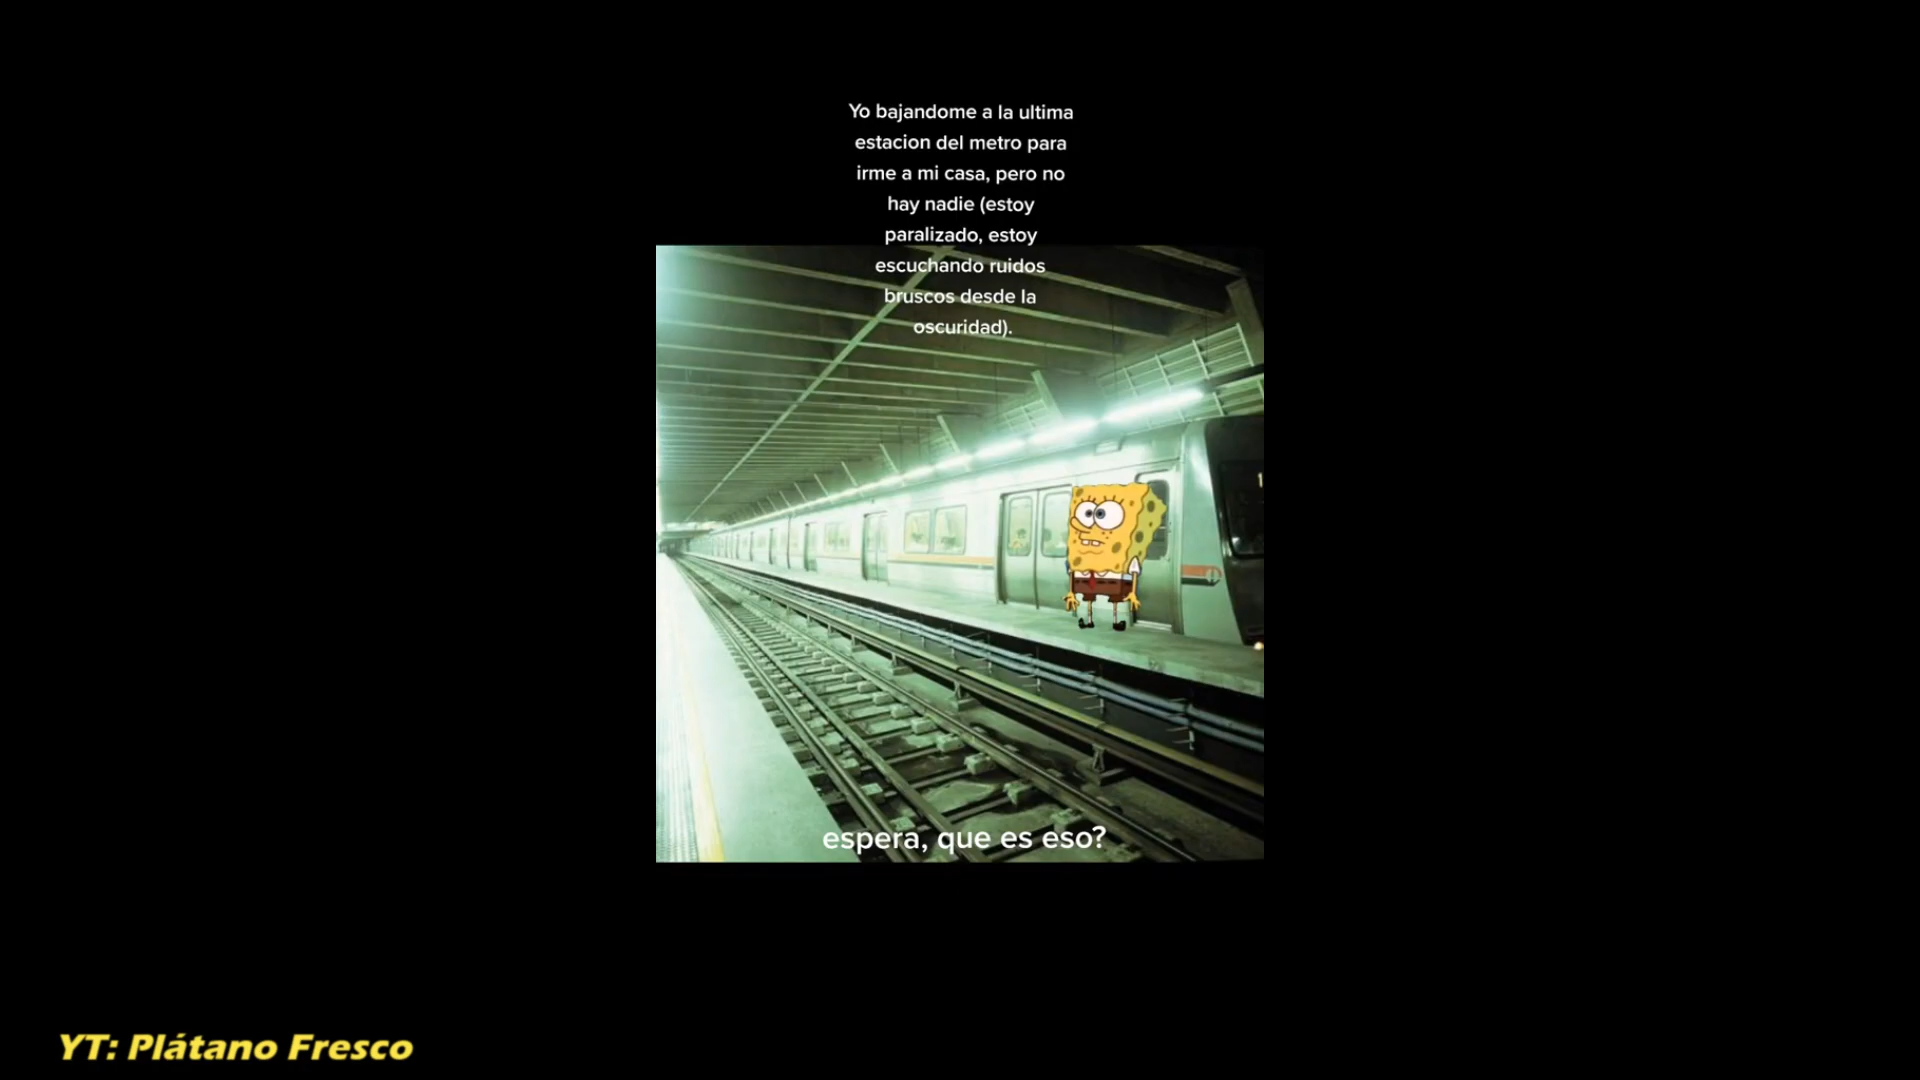 Yo bajandome a la ultima
estacion del metro para
irme a mi casa, pero no
hay nadie (estoy
paralizado, estoy
escuchando ruidos
bruscos desde la
oscuridad).
espera, que es eso?
YT: Plátano Fresco